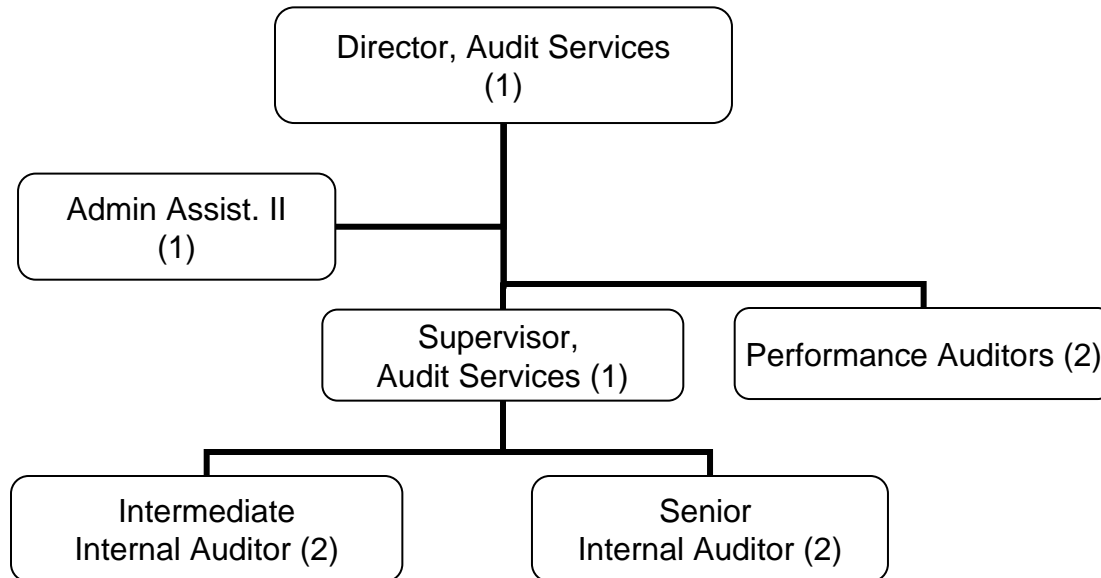 Director, Audit Services
(1)
Admin Assist. II
(1)
Supervisor,
Audit Services (1)
Performance Auditors (2)
Intermediate
Internal Auditor (2)
Senior
Internal Auditor (2)